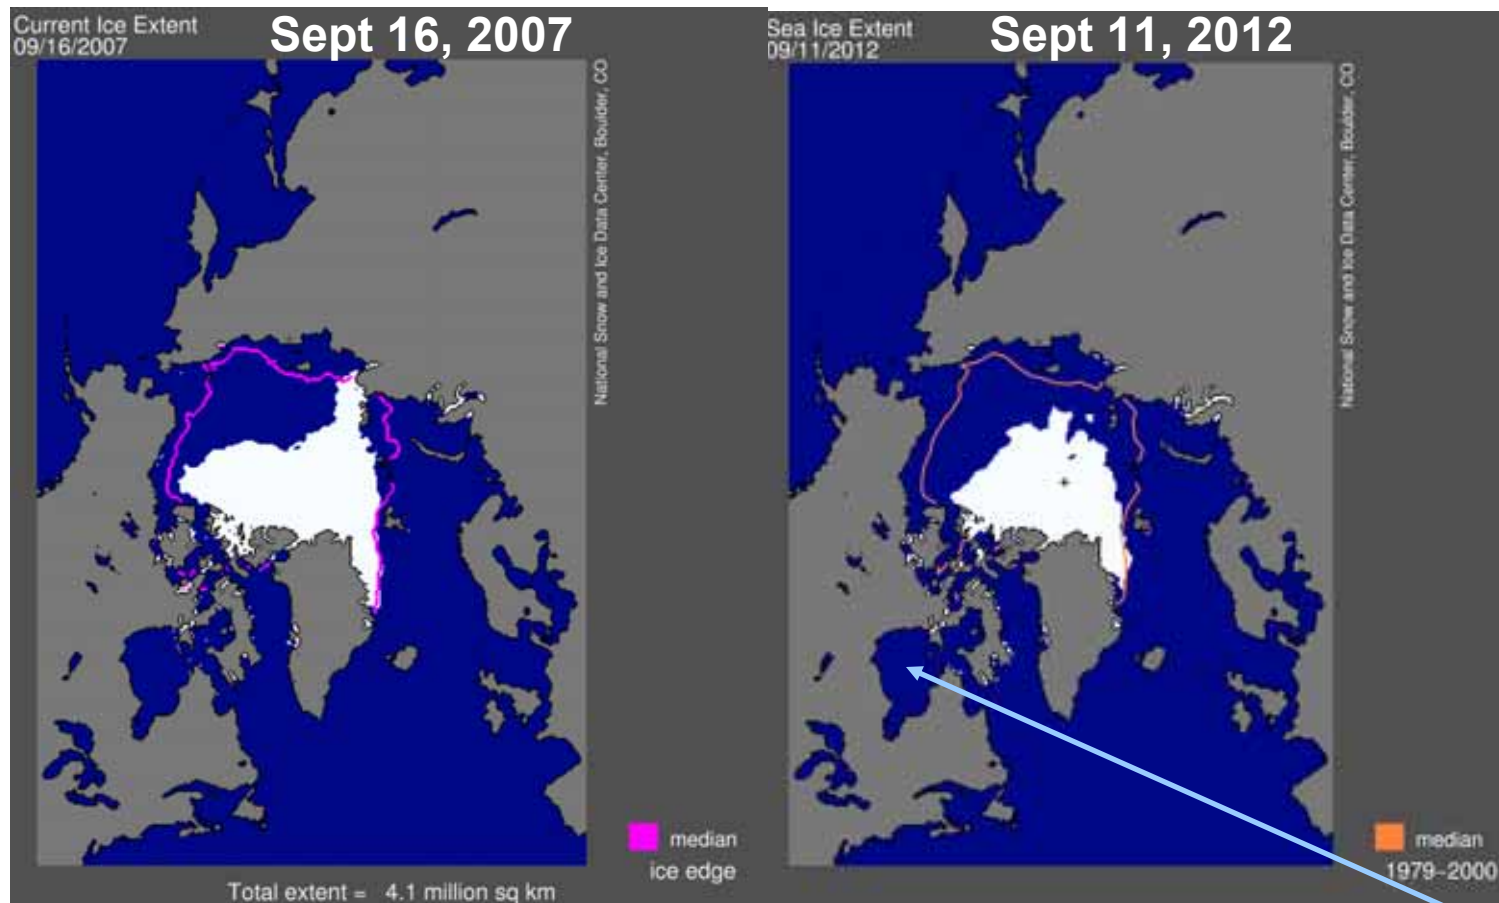 Current Ice Extent
09/16/2007
Sept 16, 2007
National Snow and Ice Data Center, Boulder, CO
median
ice edge
Total extent = 4.1 million sq km
Sea Ice Extent
09/11/2012
Sept 11, 2012
National Snow and Ice Data Center, Boulder, CO
median
1979–2000